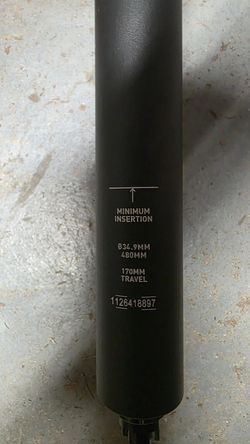 MINIMUM
INSERTION
Ø34.9MM
480MM
170MM
TRAVEL
1126418897